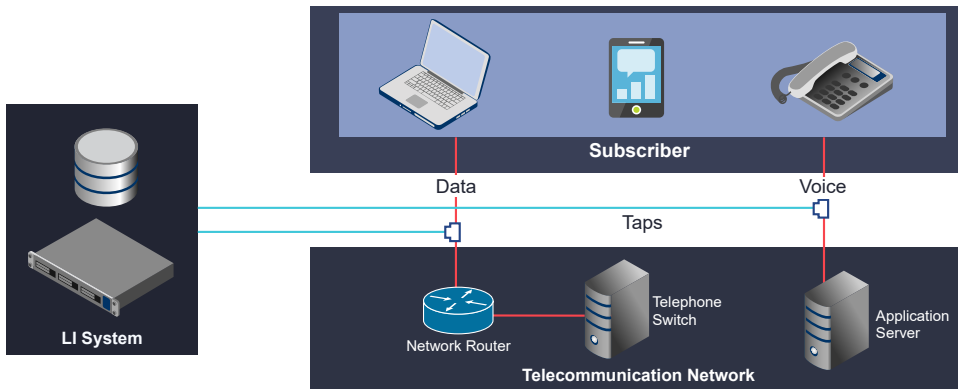 Subscriber
Data
Voice
Taps
LI System
Network Router
Telephone
Switch
Application
Server
Telecommunication Network